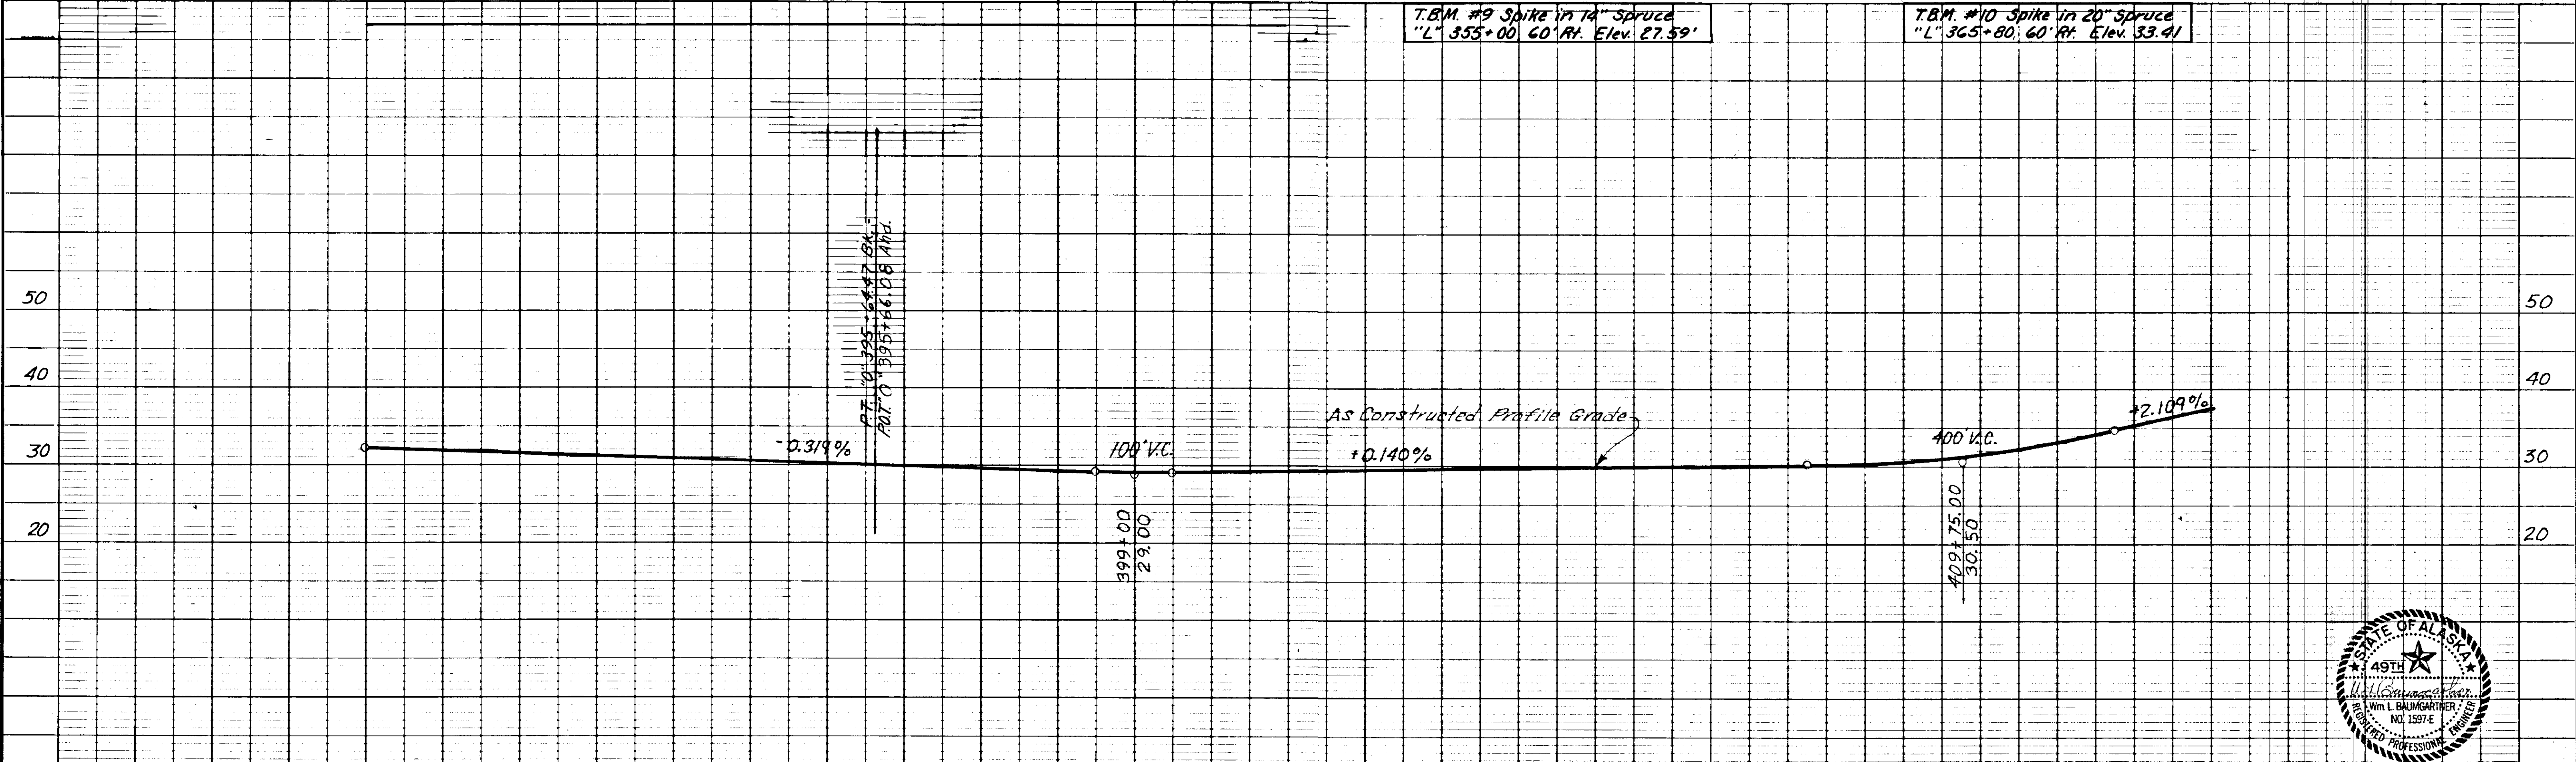 T.B.M. #9 Spike in 14" Spruce
"L" 355+00, 60' Rt. Elev. 27.59'
T.B.M. #10 Spike in 20" Spruce
"L" 365+80, 60' Rt. Elev. 33.41
P.T. "O" 395+64.47 BK. =
P.O.T. "O" 395+66.08 Ahd.
50
50
40
40
As Constructed Profile Grade
+2.109%
-0.319%
100' V.C.
+0.140%
400' V.C.
30
30
399+00
29.00
409+75.00
30.50
20
20
STATE OF ALASKA
49TH
Wm. L. BAUMGARTNER
NO. 1597-E
REGISTERED PROFESSIONAL ENGINEER